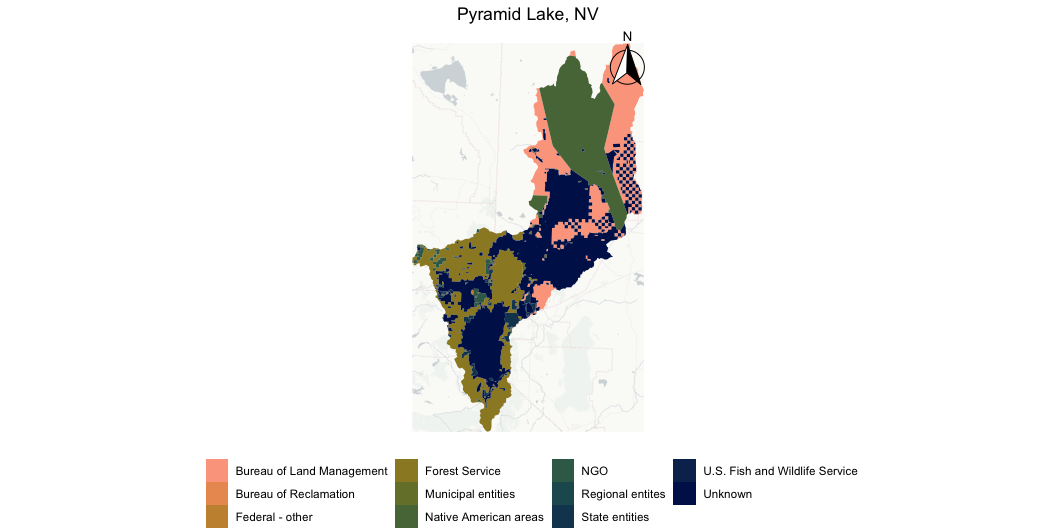 Pyramid Lake, NV
N
Bureau of Land Management
Bureau of Reclamation
Federal - other
Forest Service
Municipal entities
Native American areas
NGO
Regional entites
State entities
U.S. Fish and Wildlife Service
Unknown